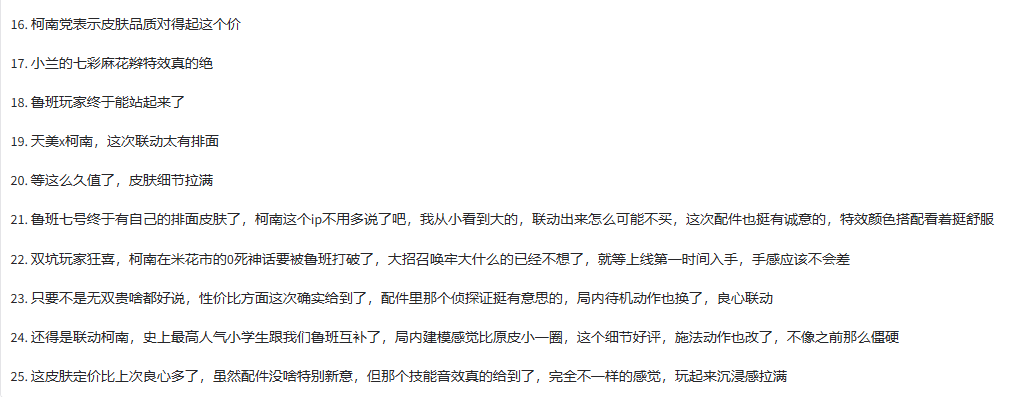 16. 柯南党表示皮肤品质对得起这个价
17. 小兰的七彩麻花辫特效真的绝
18. 鲁班玩家终于能站起来了
19. 天美x柯南，这次联动太有排面
20. 等这么久值了，皮肤细节拉满
21. 鲁班七号终于有自己的排面皮肤了，柯南这个ip不用多说了吧，我从小看到大的，联动出来怎么可能不买，这次配件也挺有诚意的，特效颜色搭配看着挺舒服
22. 双坑玩家狂喜，柯南在米花市的0死神话要被鲁班打破了，大招召唤牢大什么的已经不想了，就等上线第一时间入手，手感应该不会差
23. 只要不是无双贵啥都好说，性价比方面这次确实给到了，配件里那个侦探证挺有意思的，局内待机动作也换了，良心联动
24. 还得是联动柯南，史上最高人气小学生跟我们鲁班互补了，局内建模感觉比原皮小一圈，这个细节好评，施法动作也改了，不像之前那么僵硬
25. 这皮肤定价比上次良心多了，虽然配件没啥特别新意，但那个技能音效真的给到了，完全不一样的感觉，玩起来沉浸感拉满